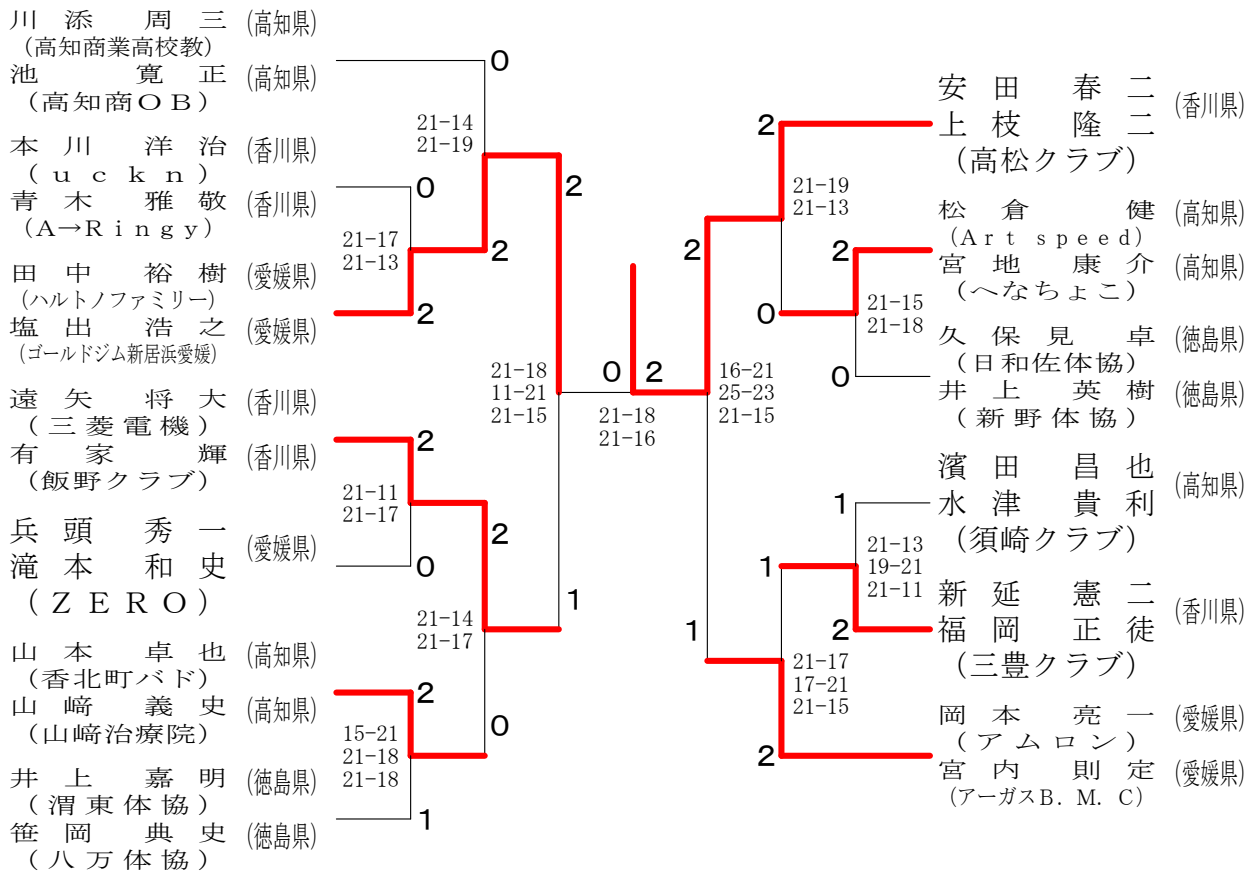 川添 周三 (高知県)
(高知商業高校教)
池 寛正 (高知県)
(高知商OB)
本川 洋治 (香川県)
(uckn)
青木 雅敬 (香川県)
(A→Ringy)
田中 裕樹 (愛媛県)
(ハルトノファミリー)
塩出 浩之 (愛媛県)
(ゴールドジム新居浜愛媛)
遠矢 将大 (香川県)
(三菱電機)
有家 輝 (香川県)
(飯野クラブ)
兵頭 秀一
(愛媛県)
滝本 和史
(ZERO)
山本 卓也 (高知県)
(香北町バド)
山﨑 義史 (高知県)
(山﨑治療院)
井上 嘉明 (徳島県)
(渭東体協)
笹岡 典史 (徳島県)
(八万体協)
0
21-14
21-19
2
0
21-17
21-13
2
2
2
21-11
21-17
0
2
21-14
21-17
1
2
15-21
21-18
21-18
0
1
21-18
11-21
21-15
0
2
21-18
21-16
16-21
25-23
21-15
2
2
21-19
21-13
0
2
21-15
21-18
0
1
21-13
19-21
21-11
2
1
1
21-17
17-21
21-15
2
安田 春二
(香川県)
上枝 隆二
(高松クラブ)
松倉 健 (高知県)
(Art speed)
宮地 康介 (高知県)
(へなちょこ)
久保見 卓 (徳島県)
(日和佐体協)
井上 英樹 (徳島県)
(新野体協)
濱田 昌也
(高知県)
水津 貴利
(須崎クラブ)
新延 憲二
(香川県)
福岡 正徒
(三豊クラブ)
岡本 亮一 (愛媛県)
(アムロン)
宮内 則定 (愛媛県)
(アーガスB.M.C)